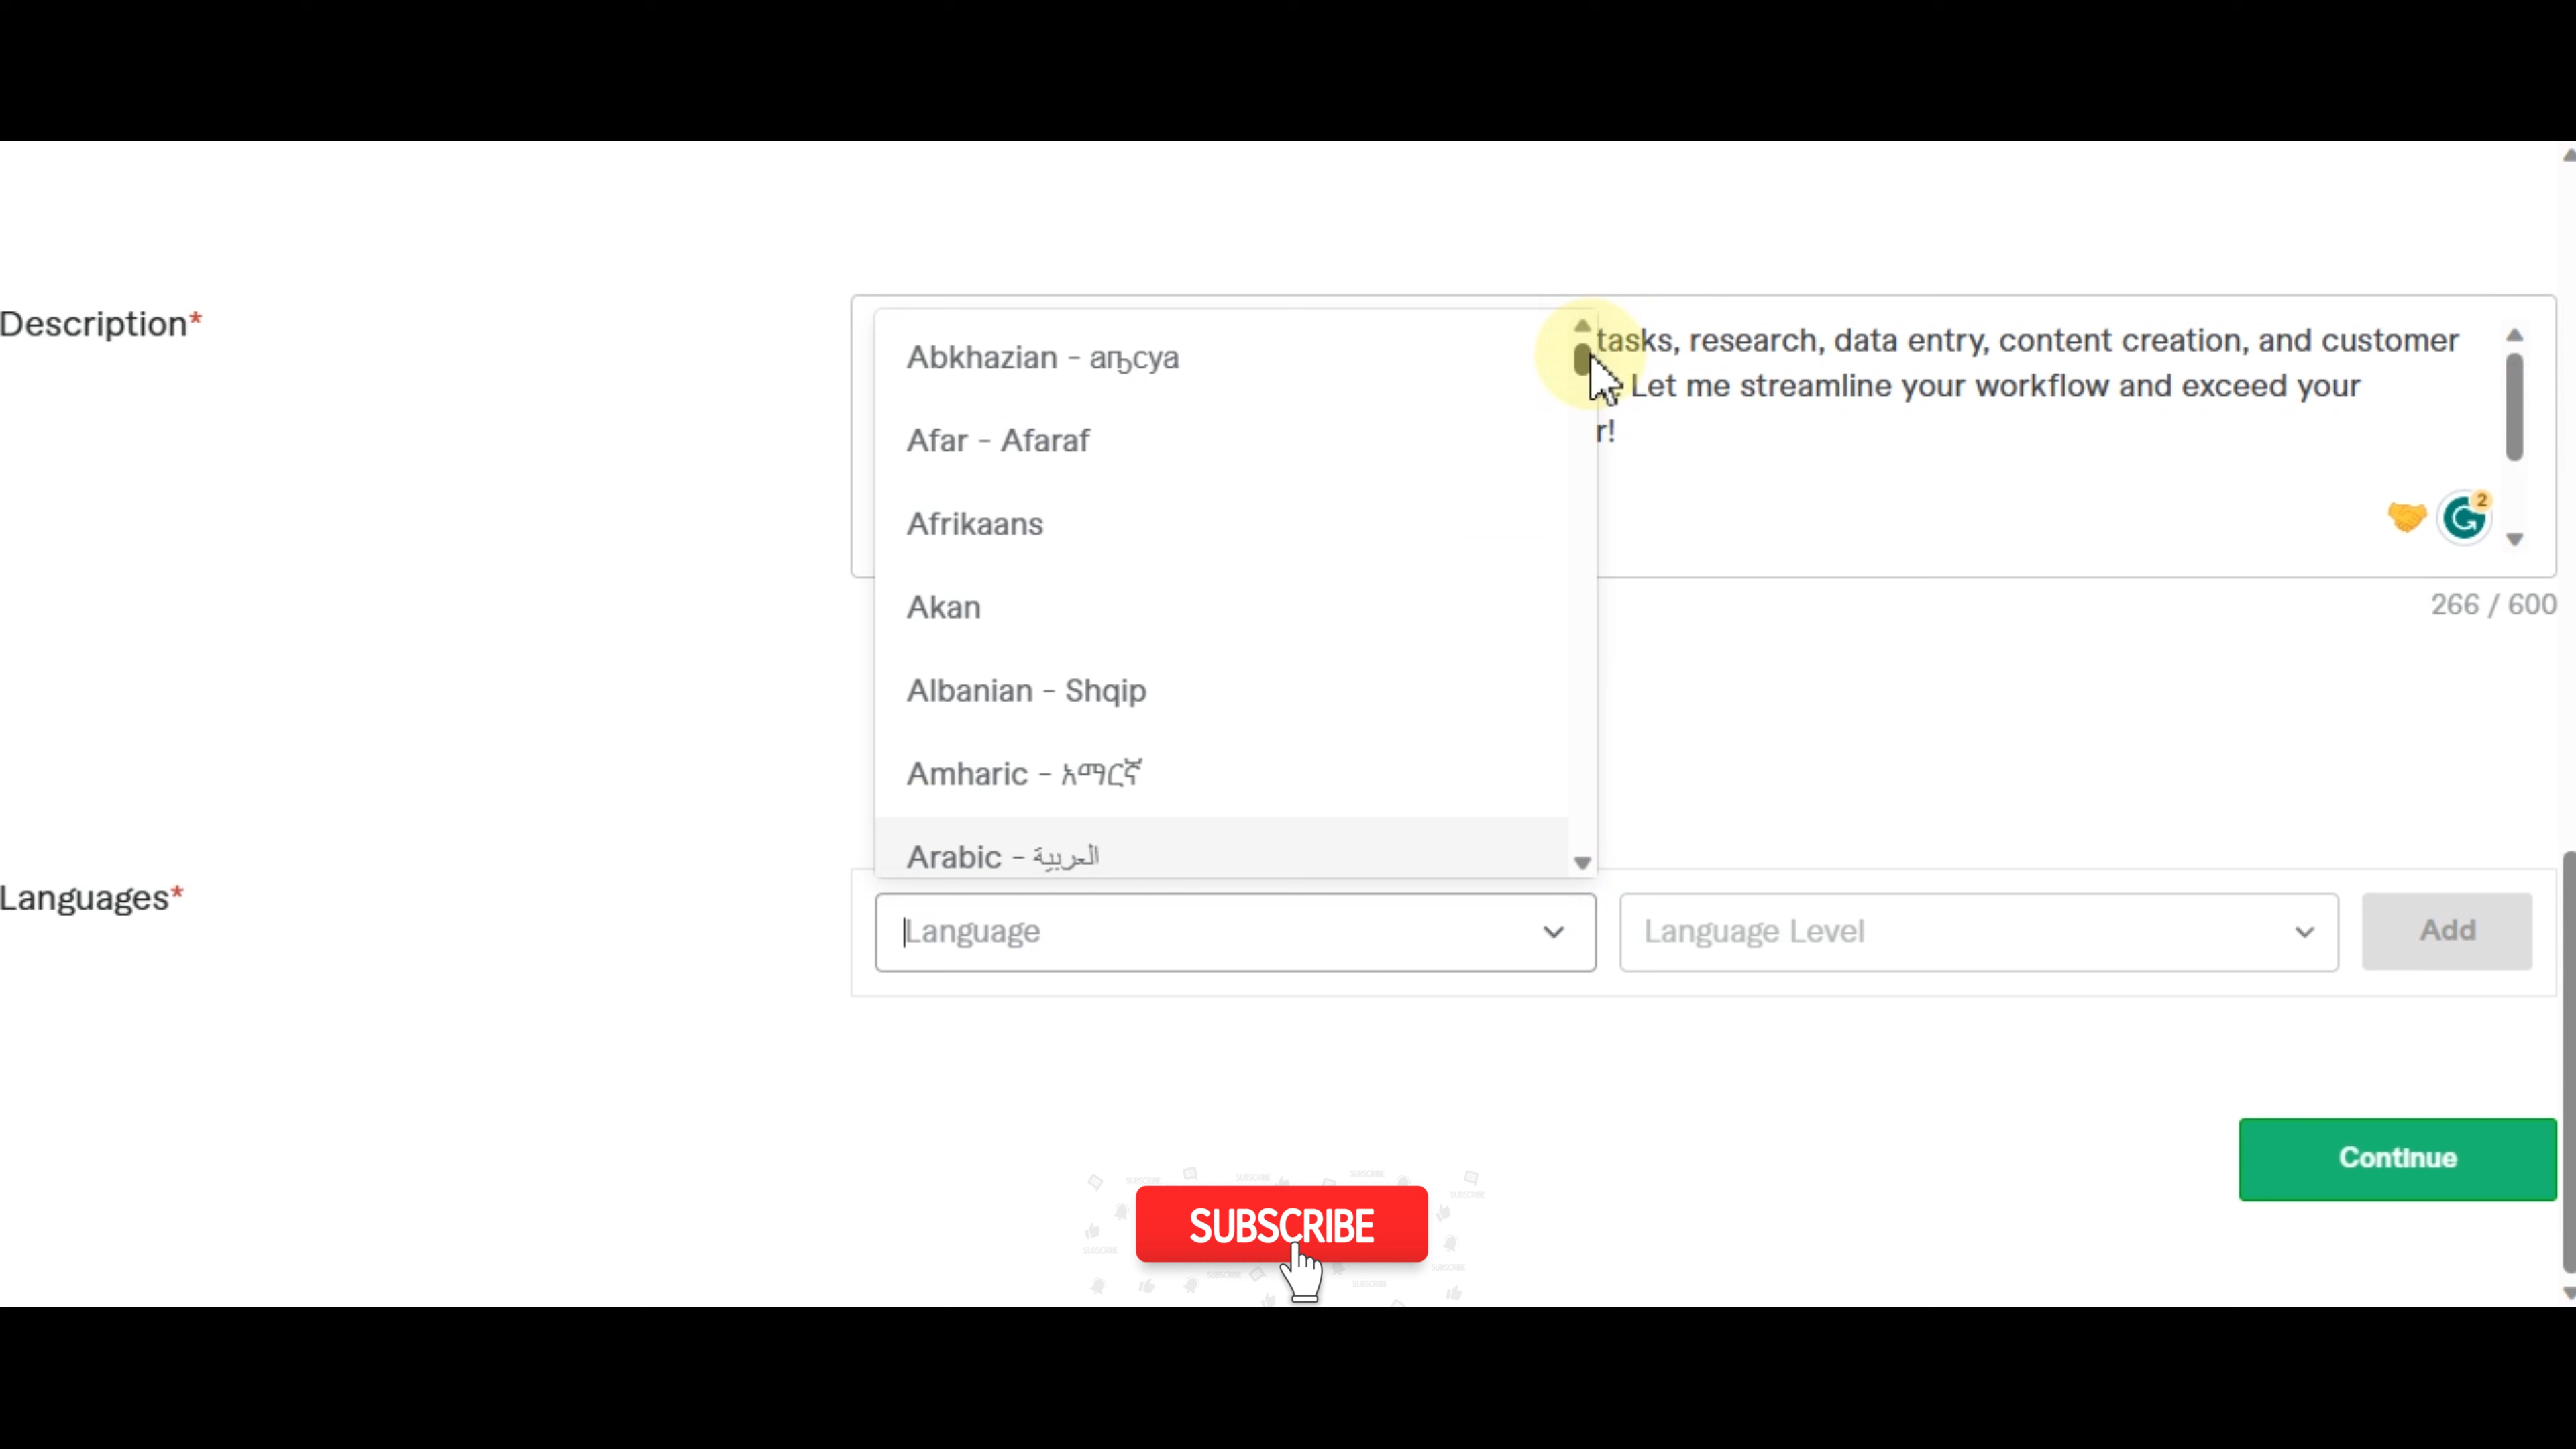 Description*
tasks, research, data entry, content creation, and customer
Let me streamline your workflow and exceed your
r!
2
266 / 600
Abkhazian - аҧсуа
Afar - Afaraf
Afrikaans
Akan
Albanian - Shqip
Amharic - አማርኛ
Arabic - العربية
Languages*
Language
Language Level
Add
Continue
SUBSCRIBE